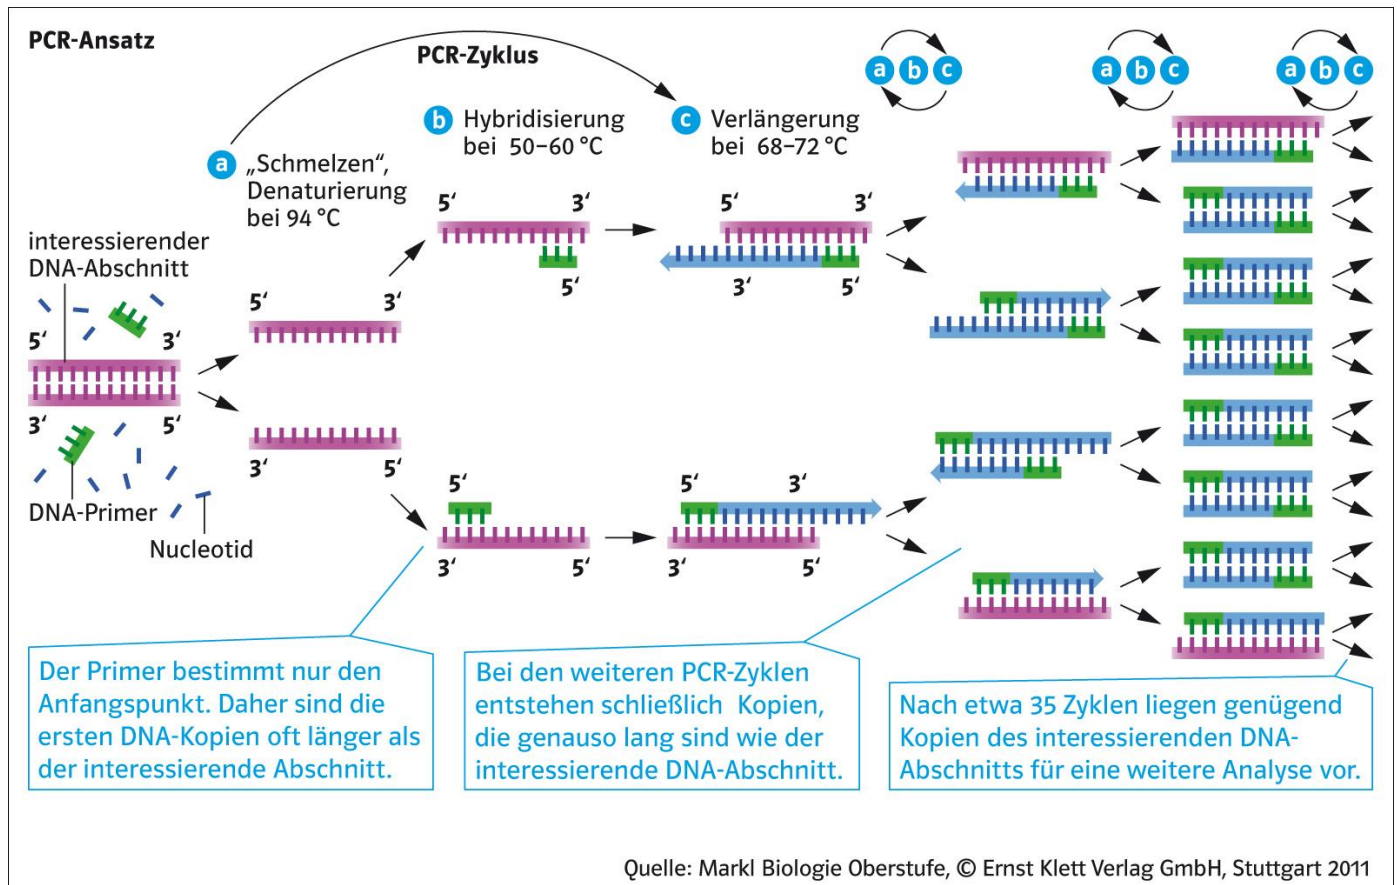 PCR-Ansatz
PCR-Zyklus
a
„Schmelzen“,
Denaturierung
bei 94 °C
b
Hybridisierung
bei 50–60 °C
c
Verlängerung
bei 68–72 °C
a b c
a b c
a b c
interessierender
DNA-Abschnitt
5‘ 3‘
3‘ 5‘
DNA-Primer
Nucleotid
5‘ 3‘
3‘ 5‘
5‘ 3‘
5‘
5‘
3‘ 5‘
5‘ 3‘
3‘ 5‘
5‘ 3‘
3‘ 5‘
Der Primer bestimmt nur den
Anfangspunkt. Daher sind die
ersten DNA-Kopien oft länger als
der interessierende Abschnitt.
Bei den weiteren PCR-Zyklen
entstehen schließlich Kopien,
die genauso lang sind wie der
interessierende DNA-Abschnitt.
Nach etwa 35 Zyklen liegen genügend
Kopien des interessierenden DNA-
Abschnitts für eine weitere Analyse vor.
Quelle: Markl Biologie Oberstufe, © Ernst Klett Verlag GmbH, Stuttgart 2011